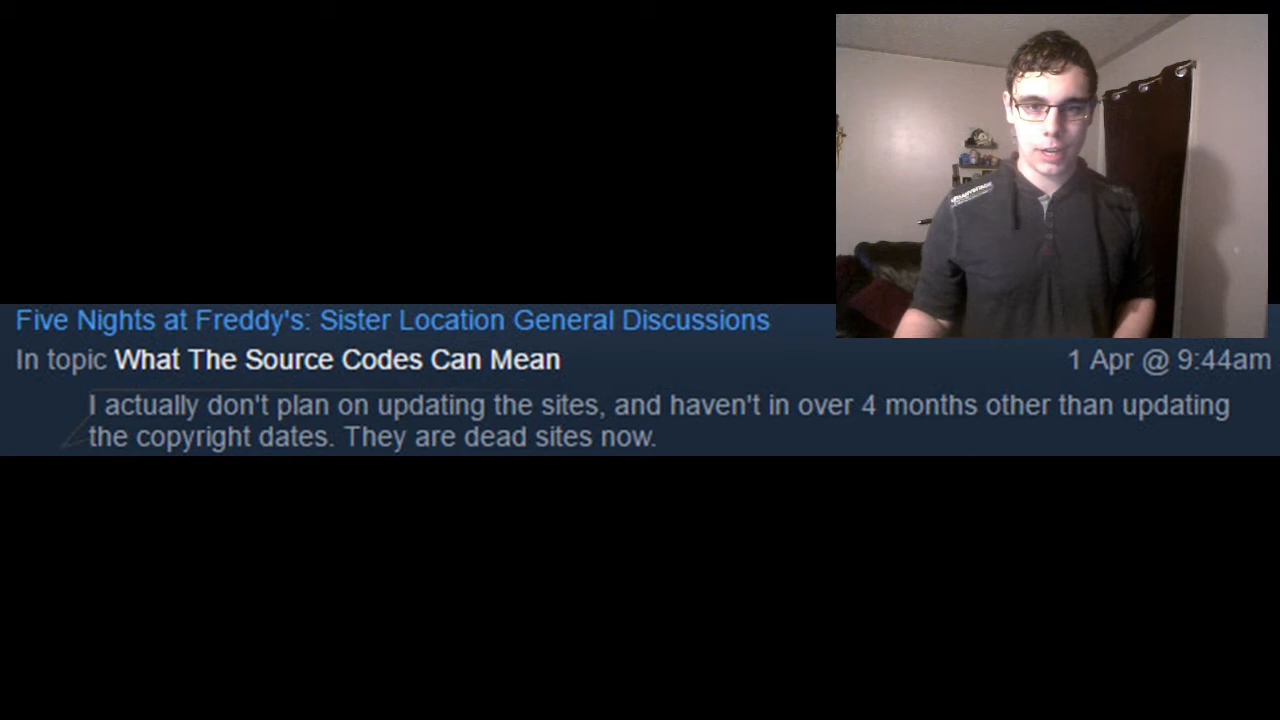 Five Nights at Freddy's: Sister Location General Discussions
In topic What The Source Codes Can Mean
1 Apr @ 9:44am
I actually don't plan on updating the sites, and haven't in over 4 months other than updating
the copyright dates. They are dead sites now.